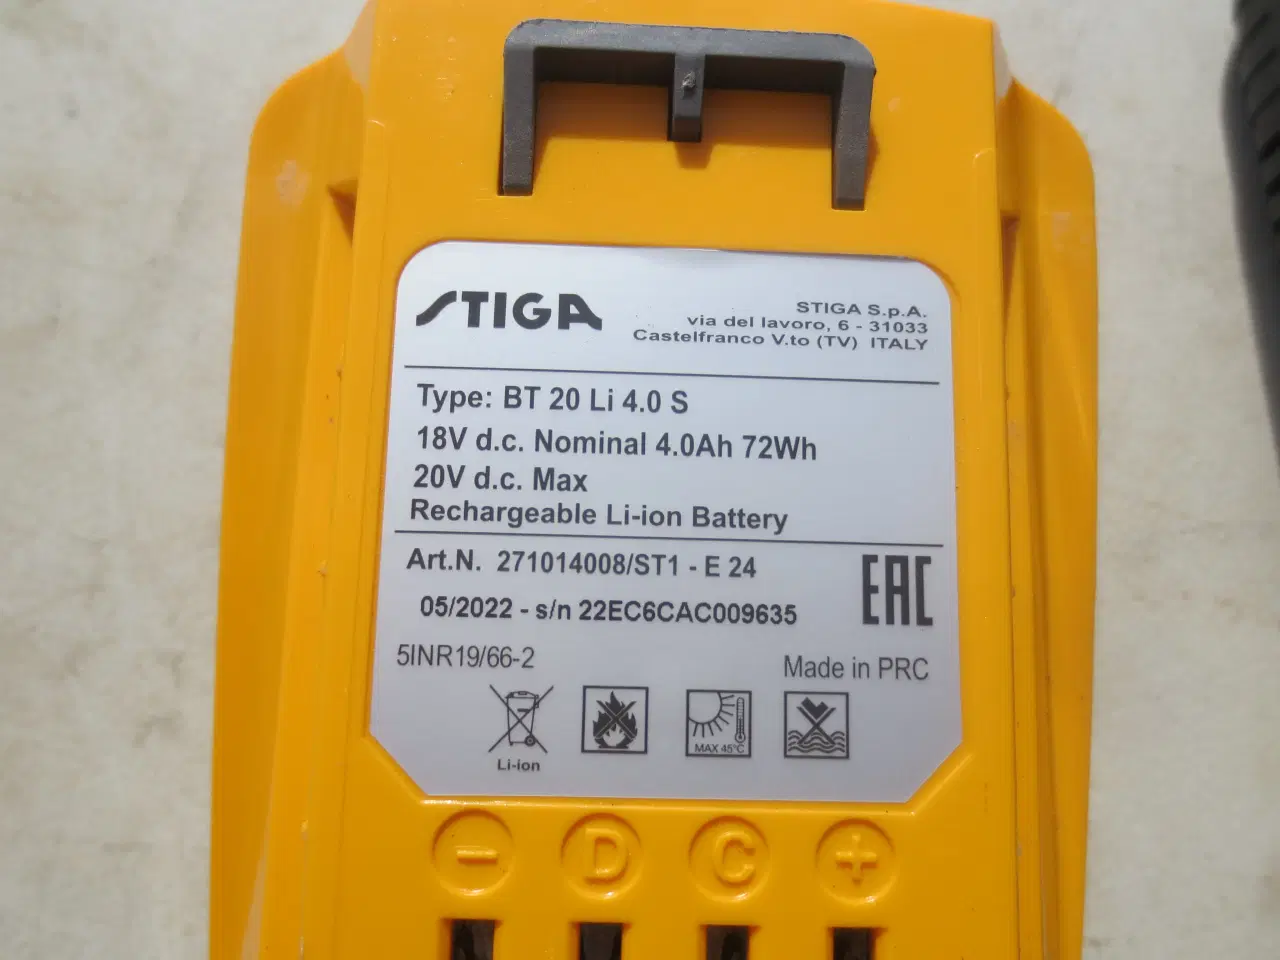 STIGA
STIGA S.p.A.
via del lavoro, 6 - 31033
Castelfranco V.to (TV) ITALY
Type: BT 20 Li 4.0 S
18V d.c. Nominal 4.0Ah 72Wh
20V d.c. Max
Rechargeable Li-ion Battery
Art.N. 271014008/ST1 - E 24
05/2022 - s/n 22EC6CAC009635
EAC
5INR19/66-2
Made in PRC
Li-ion
MAX 45°C
- D C +